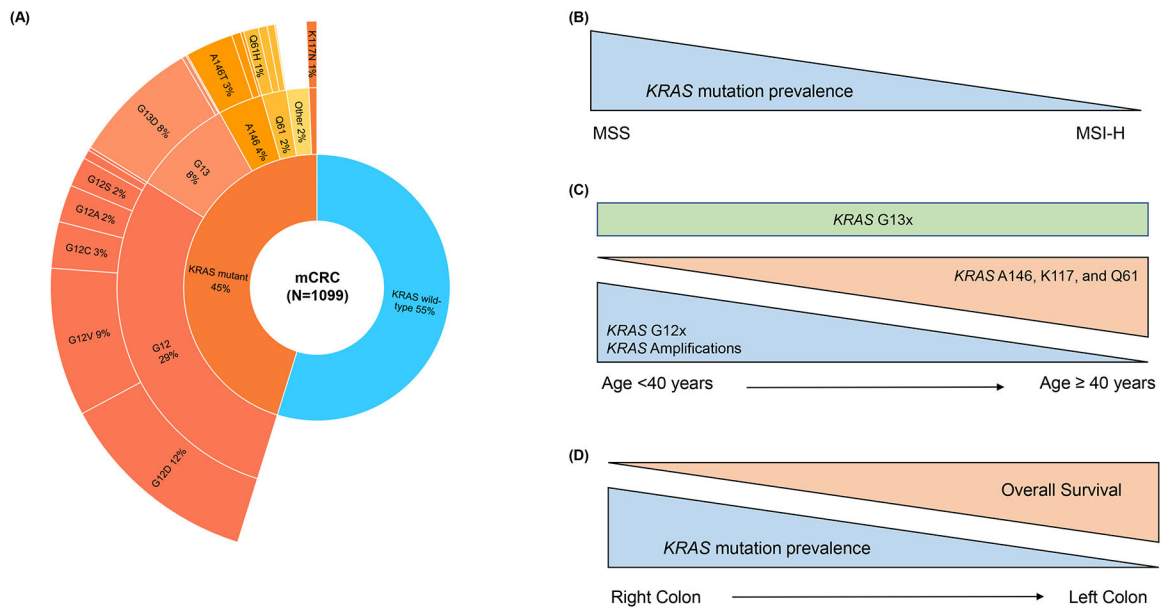 (A)
K117N 1%
Q61H 1%
A146T 3%
G13D 8%
Other 2%
Q61 2%
A146 4%
G13
8%
G12S 2%
G12A 2%
G12C 3%
G12V 9%
G12
29%
G12D 12%
KRAS mutant
45%
mCRC
(N=1099)
KRAS wild-
type 55%
(B)
KRAS mutation prevalence
MSS MSI-H
(C)
KRAS G13x
KRAS A146, K117, and Q61
KRAS G12x
KRAS Amplifications
Age <40 years Age ≥ 40 years
(D)
Overall Survival
KRAS mutation prevalence
Right Colon Left Colon